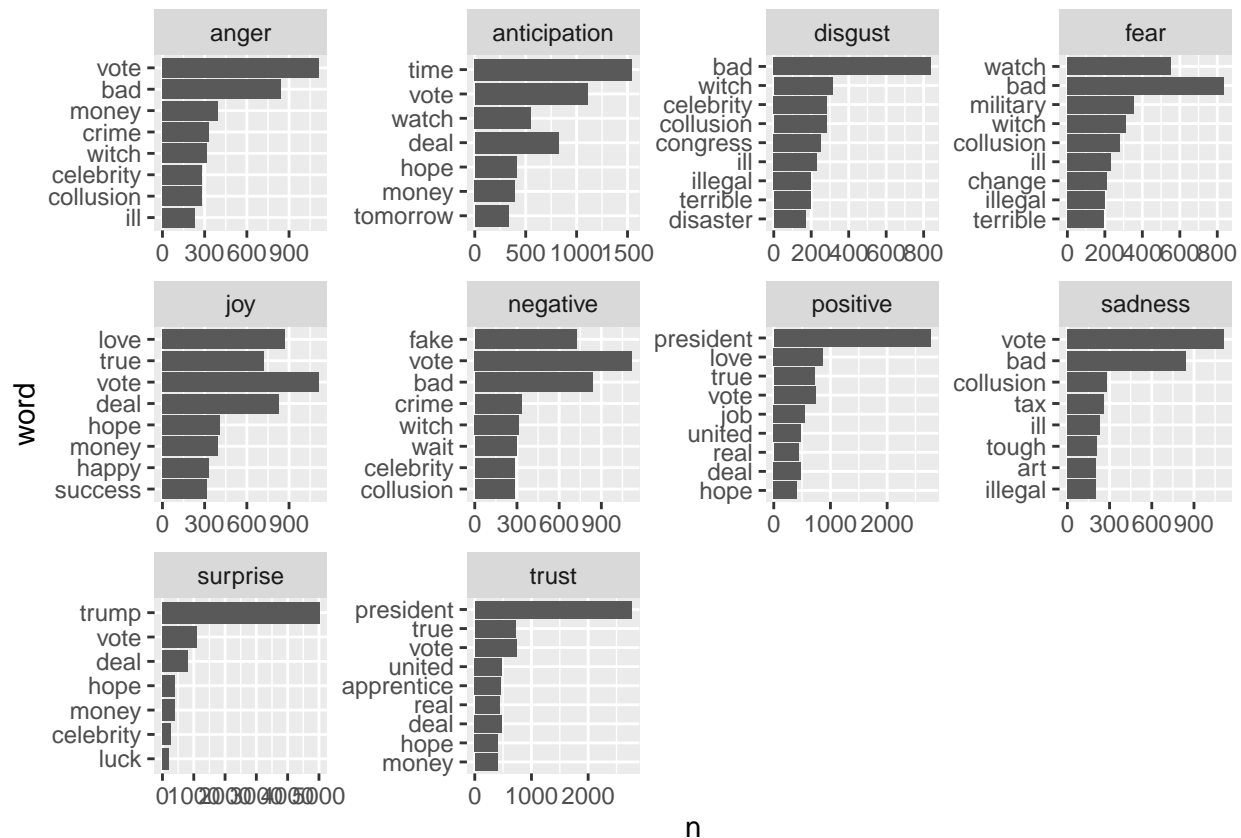 anger
vote
bad
money
crime
witch
celebrity
collusion
ill
0 300 600 900
anticipation
time
vote
watch
deal
hope
money
tomorrow
0 500 1000 1500
disgust
bad
witch
celebrity
collusion
congress
ill
illegal
terrible
disaster
0 200 400 600 800
fear
watch
bad
military
witch
collusion
ill
change
illegal
terrible
0 200 400 600 800
word
joy
love
true
vote
deal
hope
money
happy
success
0 300 600 900
negative
fake
vote
bad
crime
witch
wait
celebrity
collusion
0 300 600 900
positive
president
love
true
vote
job
united
real
deal
hope
0 1000 2000
sadness
vote
bad
collusion
tax
ill
tough
art
illegal
0 300 600 900
surprise
trump
vote
deal
hope
money
celebrity
luck
0 1000 2000 3000 4000 5000
trust
president
true
vote
united
apprentice
real
deal
hope
money
0 1000 2000
n